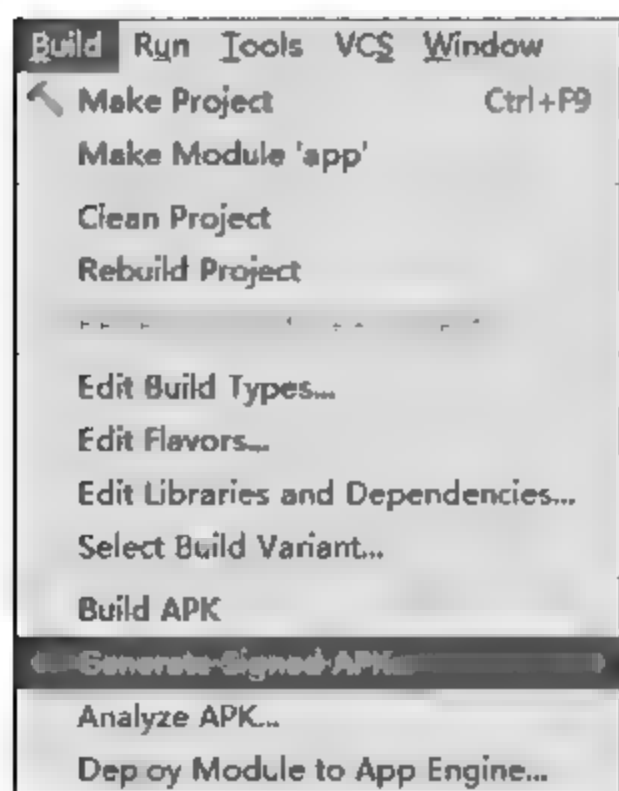 Build Run Tools VCS Window
Make Project Ctrl+F9
Make Module 'app'
Clean Project
Rebuild Project
Edit Build Types...
Edit Flavors...
Edit Libraries and Dependencies...
Select Build Variant...
Build APK
Generate Signed APK...
Analyze APK...
Deploy Module to App Engine...